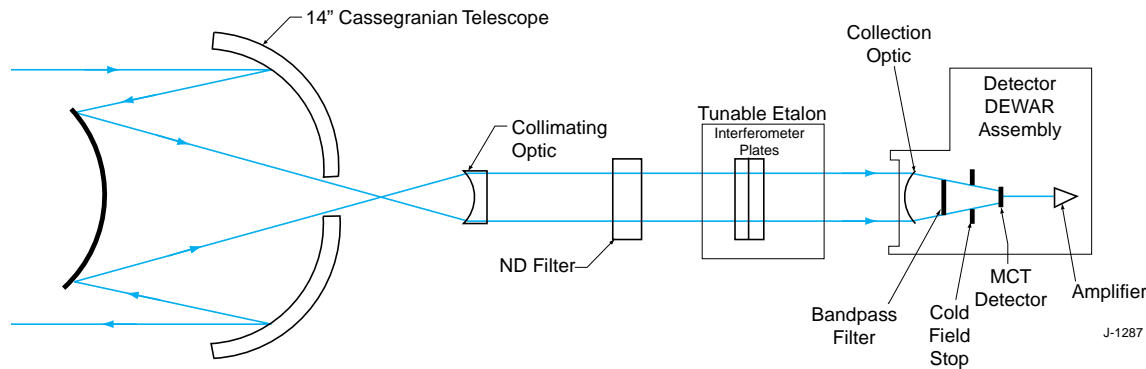 14” Cassegranian Telescope
Collimating
Optic
ND Filter
Tunable Etalon
Interferometer
Plates
Collection
Optic
Detector
DEWAR
Assembly
Bandpass
Filter
Cold
Field
Stop
MCT
Detector
Amplifier
J-1287